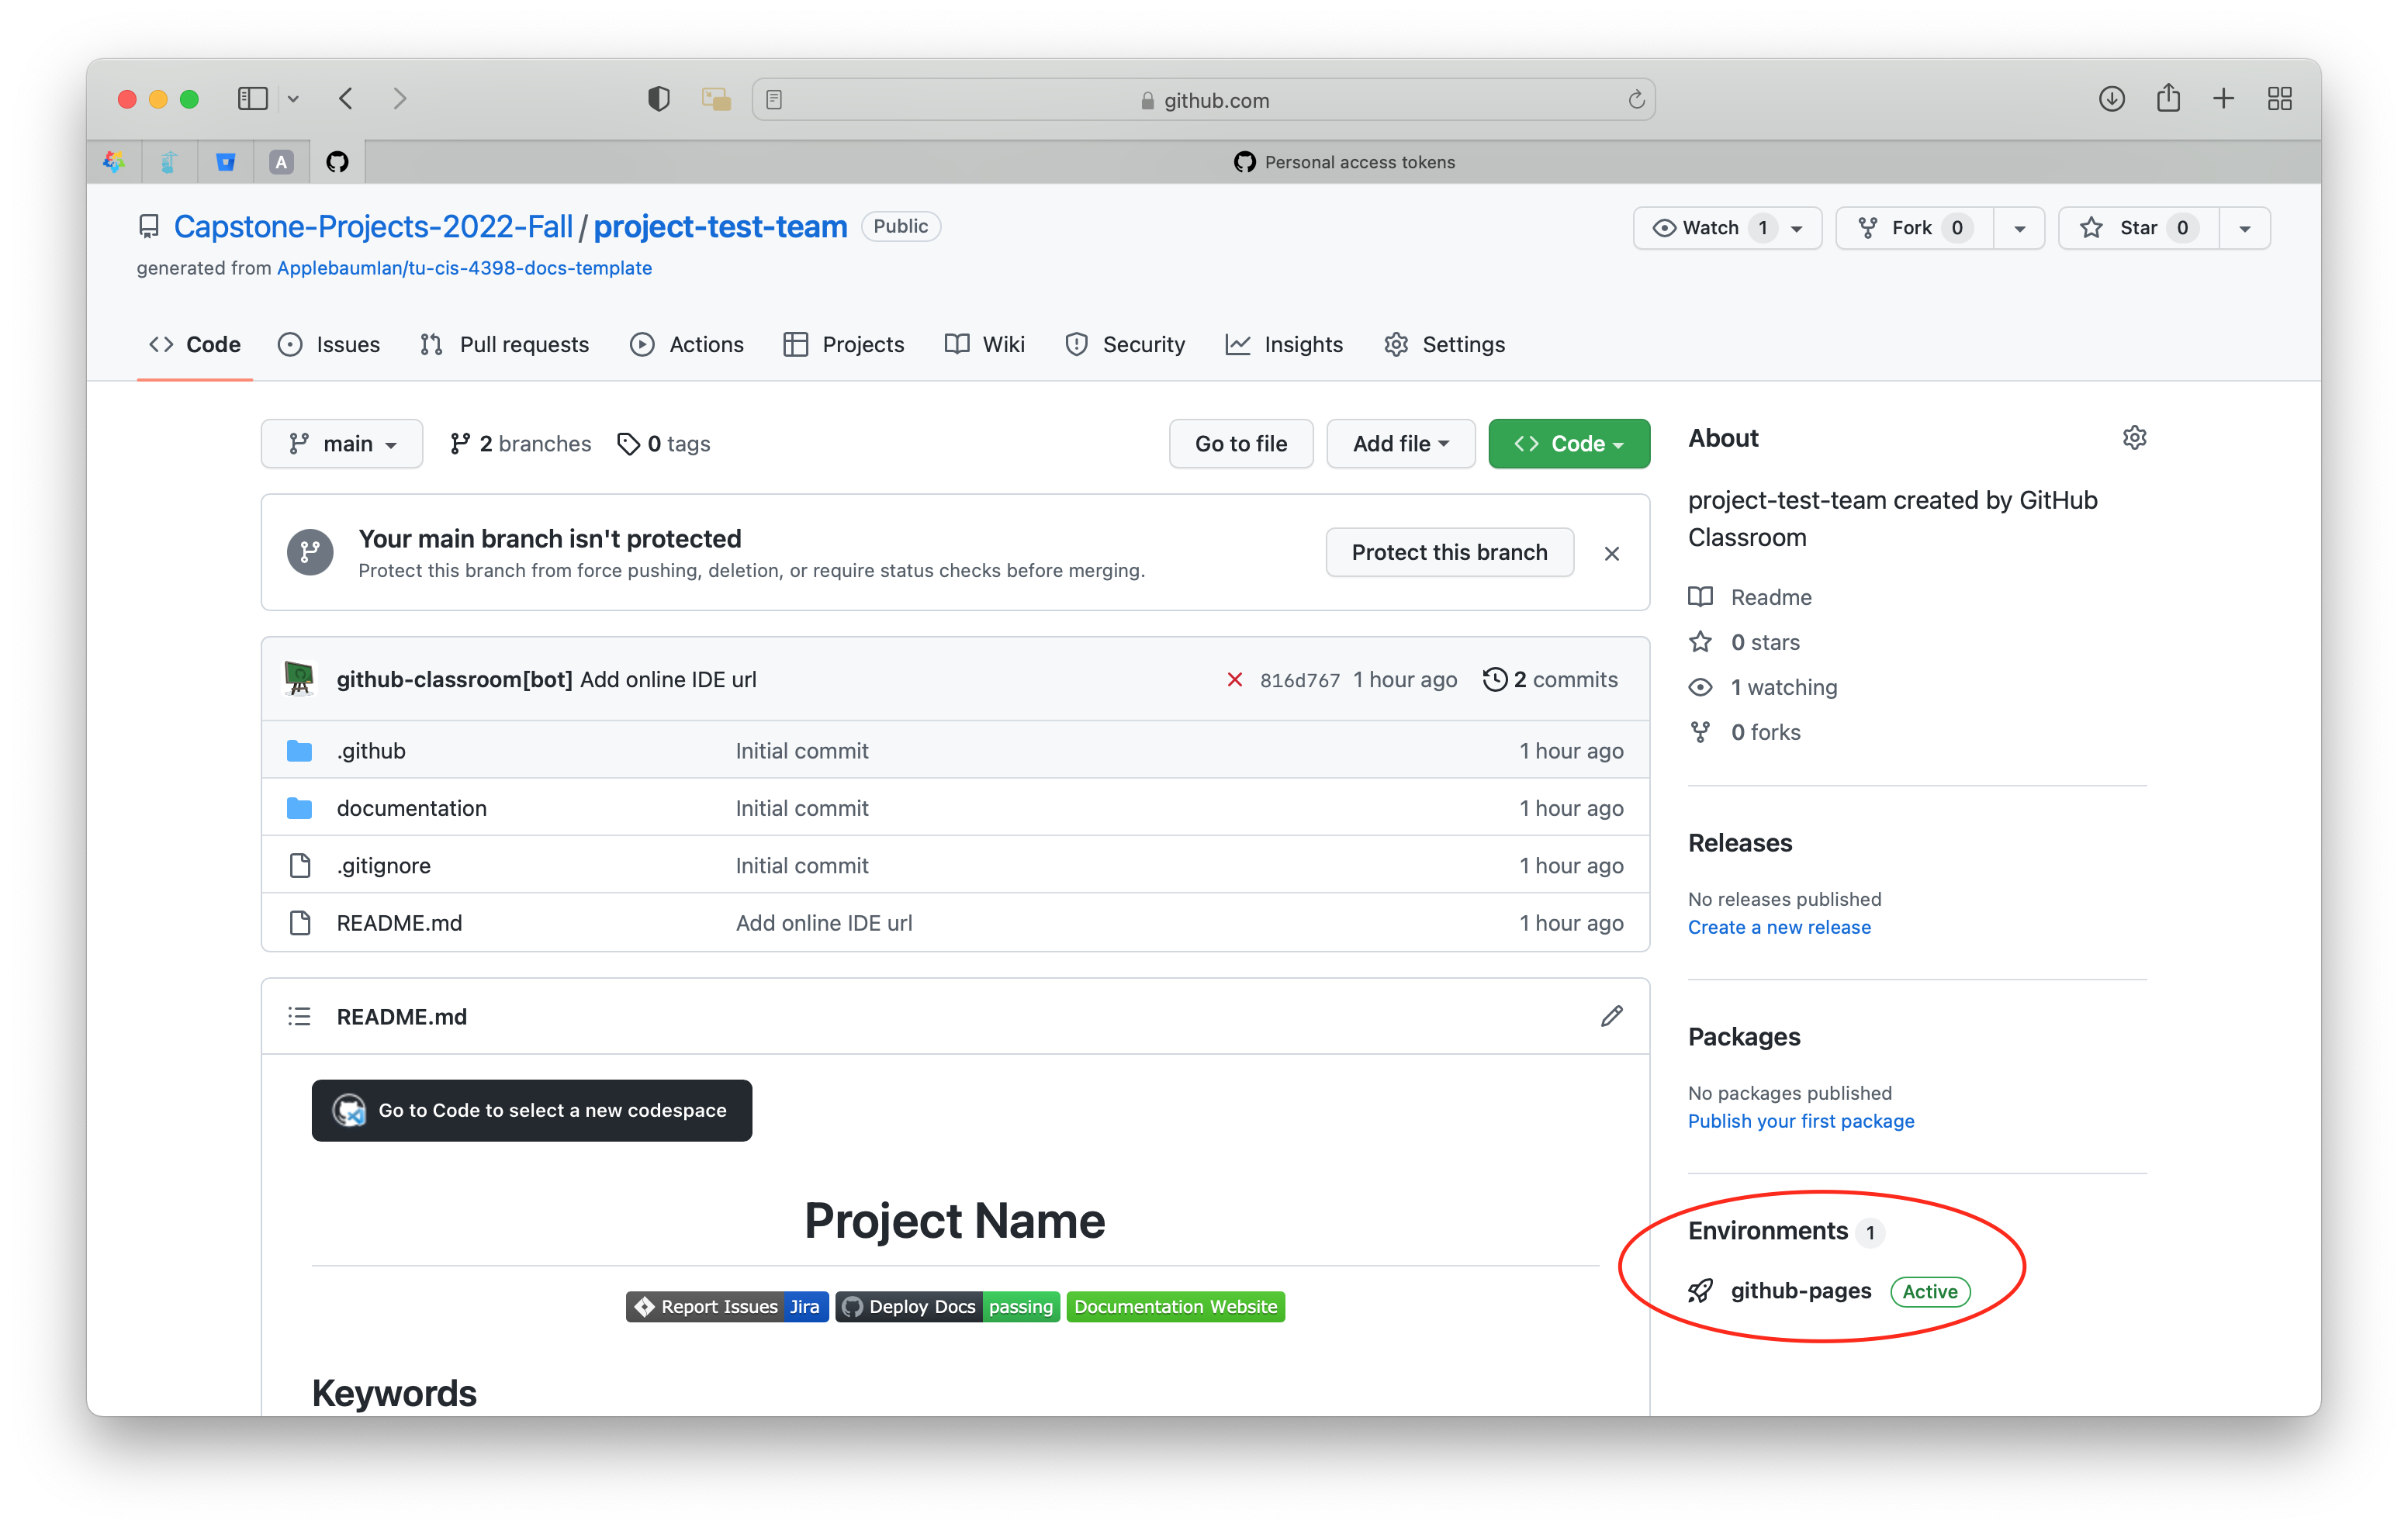 github.com
A
Personal access tokens
Capstone-Projects-2022-Fall / project-test-team Public
Watch 1
Fork 0
Star 0
generated from ApplebaumIan/tu-cis-4398-docs-template
Code Issues Pull requests Actions Projects Wiki Security Insights Settings
main 2 branches 0 tags
Go to file Add file Code
Your main branch isn't protected
Protect this branch from force pushing, deletion, or require status checks before merging.
Protect this branch
github-classroom[bot] Add online IDE url 816d767 1 hour ago 2 commits
.github Initial commit 1 hour ago
documentation Initial commit 1 hour ago
.gitignore Initial commit 1 hour ago
README.md Add online IDE url 1 hour ago
README.md
Go to Code to select a new codespace
Project Name
Report Issues Jira Deploy Docs passing Documentation Website
Keywords
About
project-test-team created by GitHub
Classroom
Readme
0 stars
1 watching
0 forks
Releases
No releases published
Create a new release
Packages
No packages published
Publish your first package
Environments 1
github-pages Active